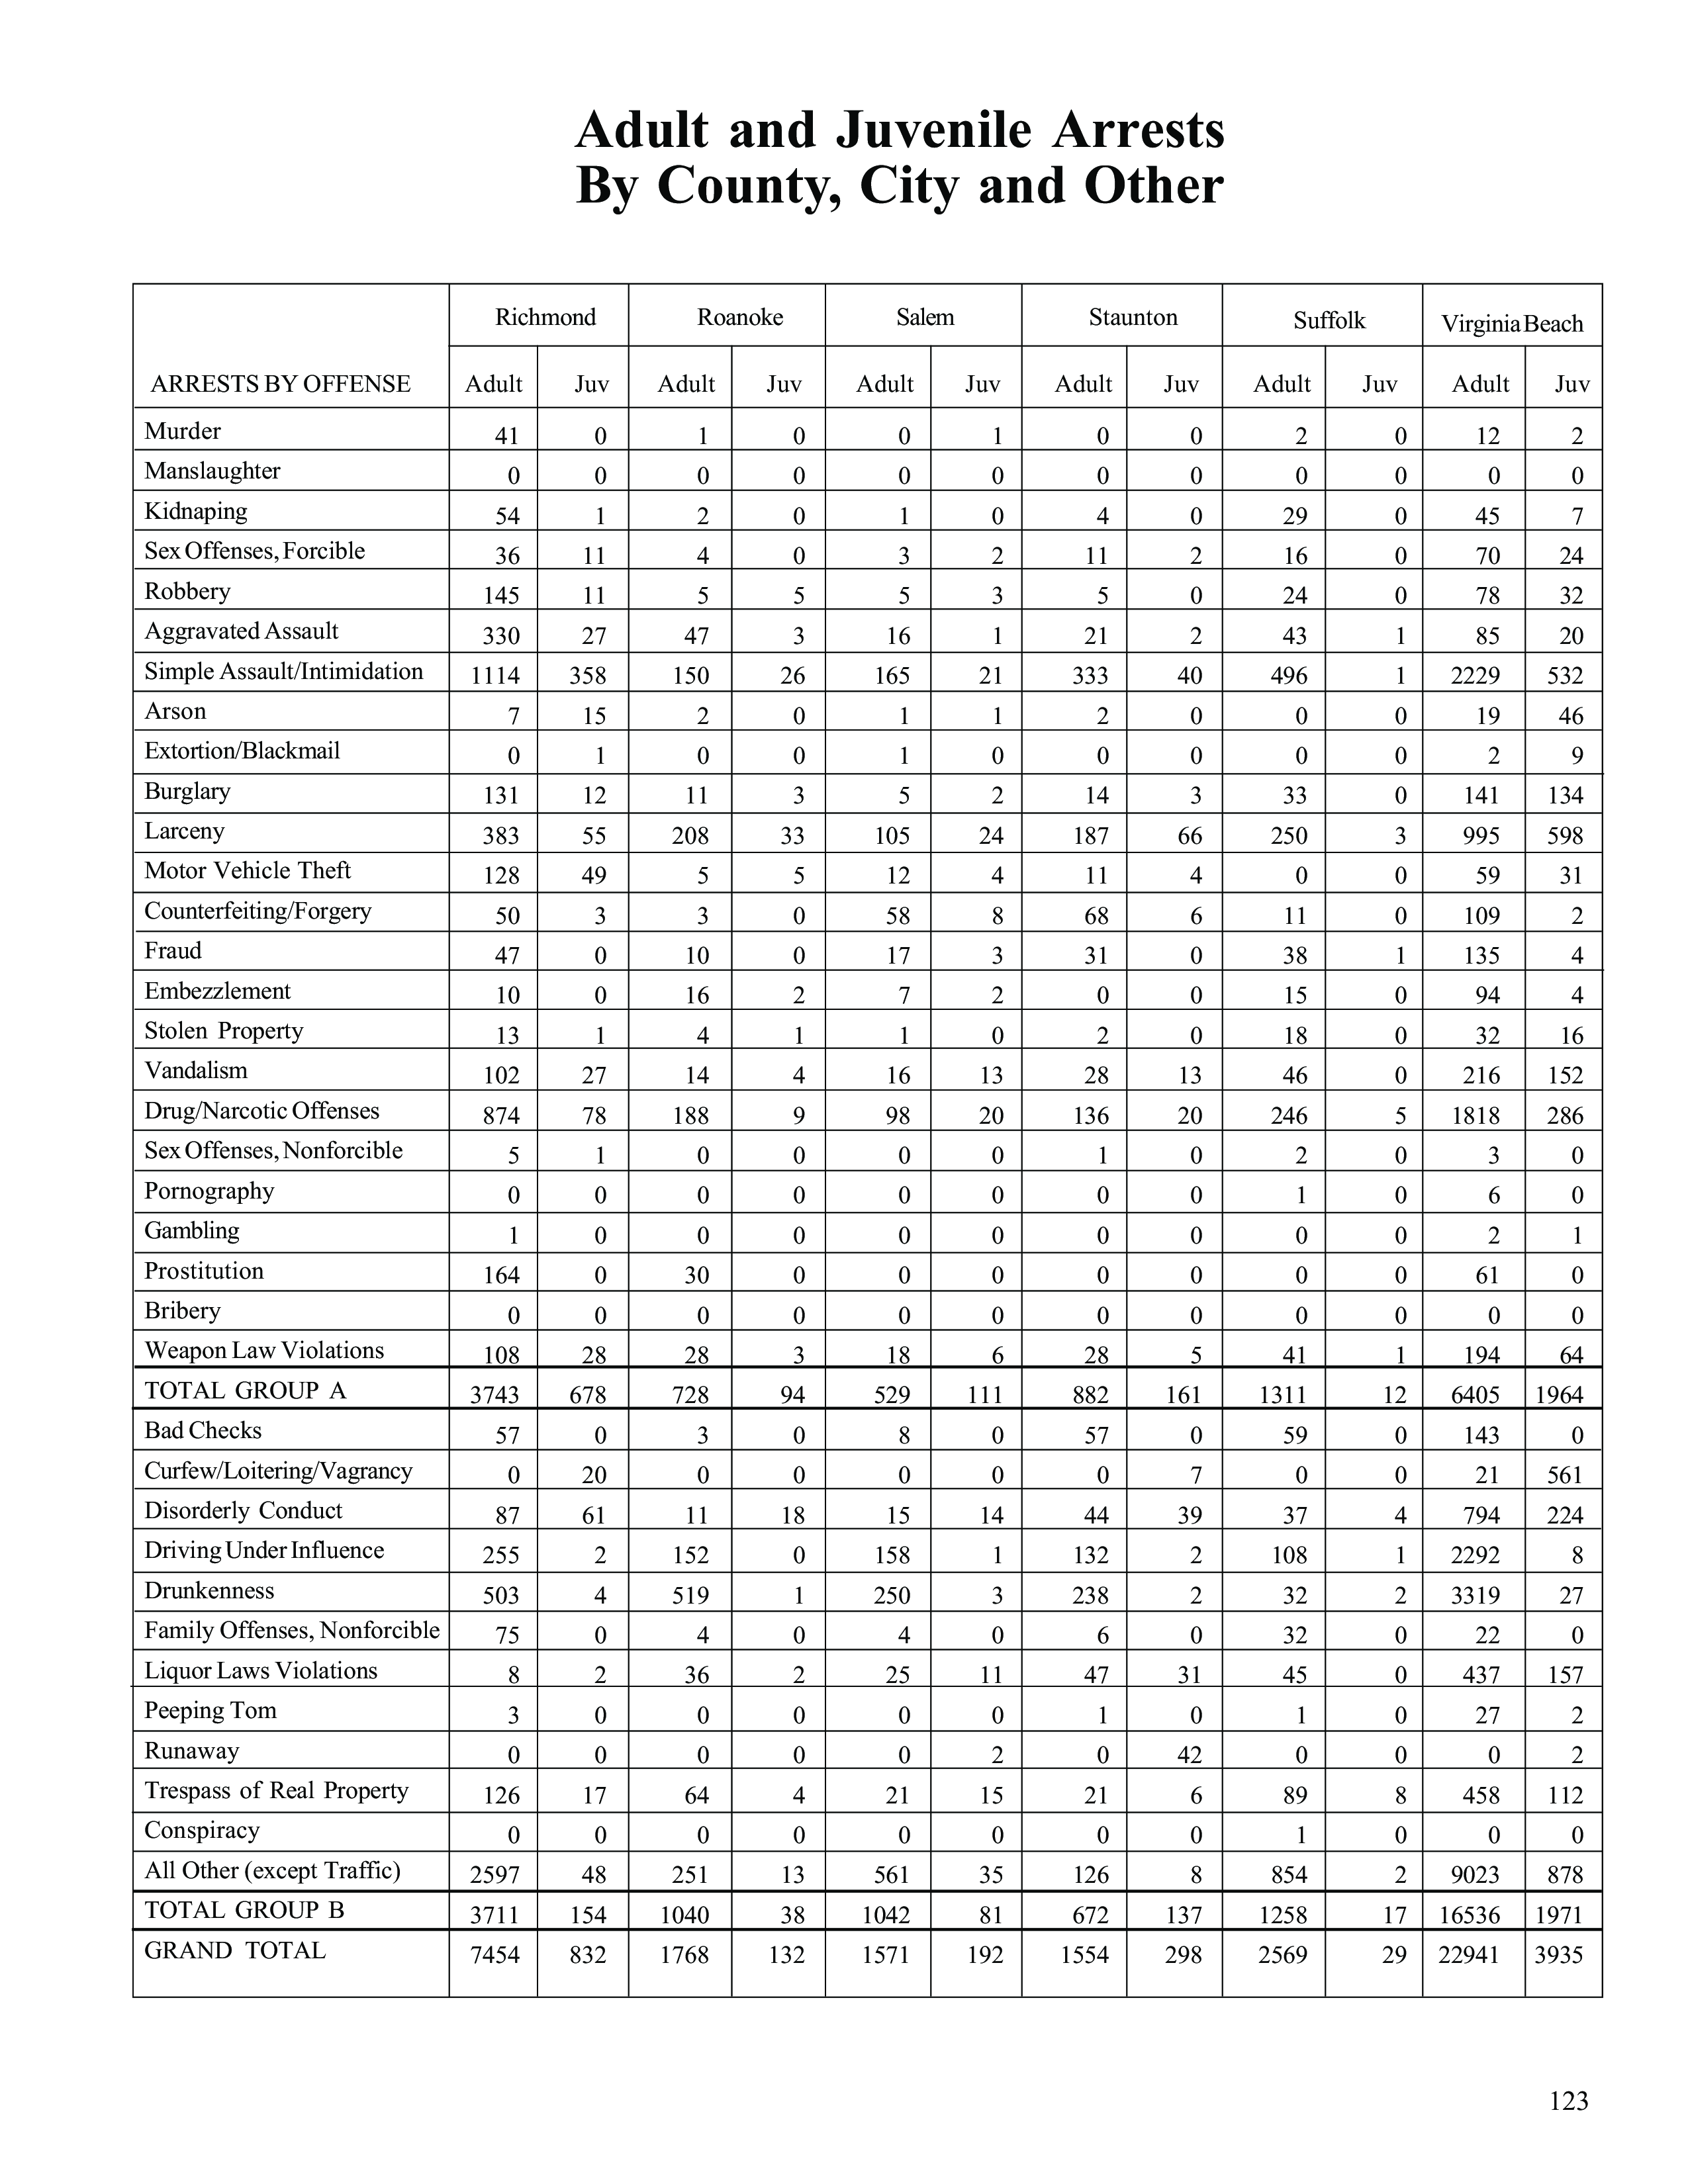 Adult and Juvenile Arrests
By County, City and Other
Richmond Roanoke Salem Staunton Suffolk Virginia Beach
ARRESTS BY OFFENSE Adult Juv Adult Juv Adult Juv Adult Juv Adult Juv Adult Juv
Murder 41 0 1 0 0 1 0 0 2 0 12 2
Manslaughter 0 0 0 0 0 0 0 0 0 0 0 0
Kidnaping 54 1 2 0 1 0 4 0 29 0 45 7
Sex Offenses, Forcible 36 11 4 0 3 2 11 2 16 0 70 24
Robbery 145 11 5 5 5 3 5 0 24 0 78 32
Aggravated Assault 330 27 47 3 16 1 21 2 43 1 85 20
Simple Assault/Intimidation 1114 358 150 26 165 21 333 40 496 1 2229 532
Arson 7 15 2 0 1 1 2 0 0 0 19 46
Extortion/Blackmail 0 1 0 0 1 0 0 0 0 0 2 9
Burglary 131 12 11 3 5 2 14 3 33 0 141 134
Larceny 383 55 208 33 105 24 187 66 250 3 995 598
Motor Vehicle Theft 128 49 5 5 12 4 11 4 0 0 59 31
Counterfeiting/Forgery 50 3 3 0 58 8 68 6 11 0 109 2
Fraud 47 0 10 0 17 3 31 0 38 1 135 4
Embezzlement 10 0 16 2 7 2 0 0 15 0 94 4
Stolen Property 13 1 4 1 1 0 2 0 18 0 32 16
Vandalism 102 27 14 4 16 13 28 13 46 0 216 152
Drug/Narcotic Offenses 874 78 188 9 98 20 136 20 246 5 1818 286
Sex Offenses, Nonforcible 5 1 0 0 0 0 1 0 2 0 3 0
Pornography 0 0 0 0 0 0 0 0 1 0 6 0
Gambling 1 0 0 0 0 0 0 0 0 0 2 1
Prostitution 164 0 30 0 0 0 0 0 0 0 61 0
Bribery 0 0 0 0 0 0 0 0 0 0 0 0
Weapon Law Violations 108 28 28 3 18 6 28 5 41 1 194 64
TOTAL GROUP A 3743 678 728 94 529 111 882 161 1311 12 6405 1964
Bad Checks 57 0 3 0 8 0 57 0 59 0 143 0
Curfew/Loitering/Vagrancy 0 20 0 0 0 0 0 7 0 0 21 561
Disorderly Conduct 87 61 11 18 15 14 44 39 37 4 794 224
Driving Under Influence 255 2 152 0 158 1 132 2 108 1 2292 8
Drunkenness 503 4 519 1 250 3 238 2 32 2 3319 27
Family Offenses, Nonforcible 75 0 4 0 4 0 6 0 32 0 22 0
Liquor Laws Violations 8 2 36 2 25 11 47 31 45 0 437 157
Peeping Tom 3 0 0 0 0 0 1 0 1 0 27 2
Runaway 0 0 0 0 0 2 0 42 0 0 0 2
Trespass of Real Property 126 17 64 4 21 15 21 6 89 8 458 112
Conspiracy 0 0 0 0 0 0 0 0 1 0 0 0
All Other (except Traffic) 2597 48 251 13 561 35 126 8 854 2 9023 878
TOTAL GROUP B 3711 154 1040 38 1042 81 672 137 1258 17 16536 1971
GRAND TOTAL 7454 832 1768 132 1571 192 1554 298 2569 29 22941 3935
123